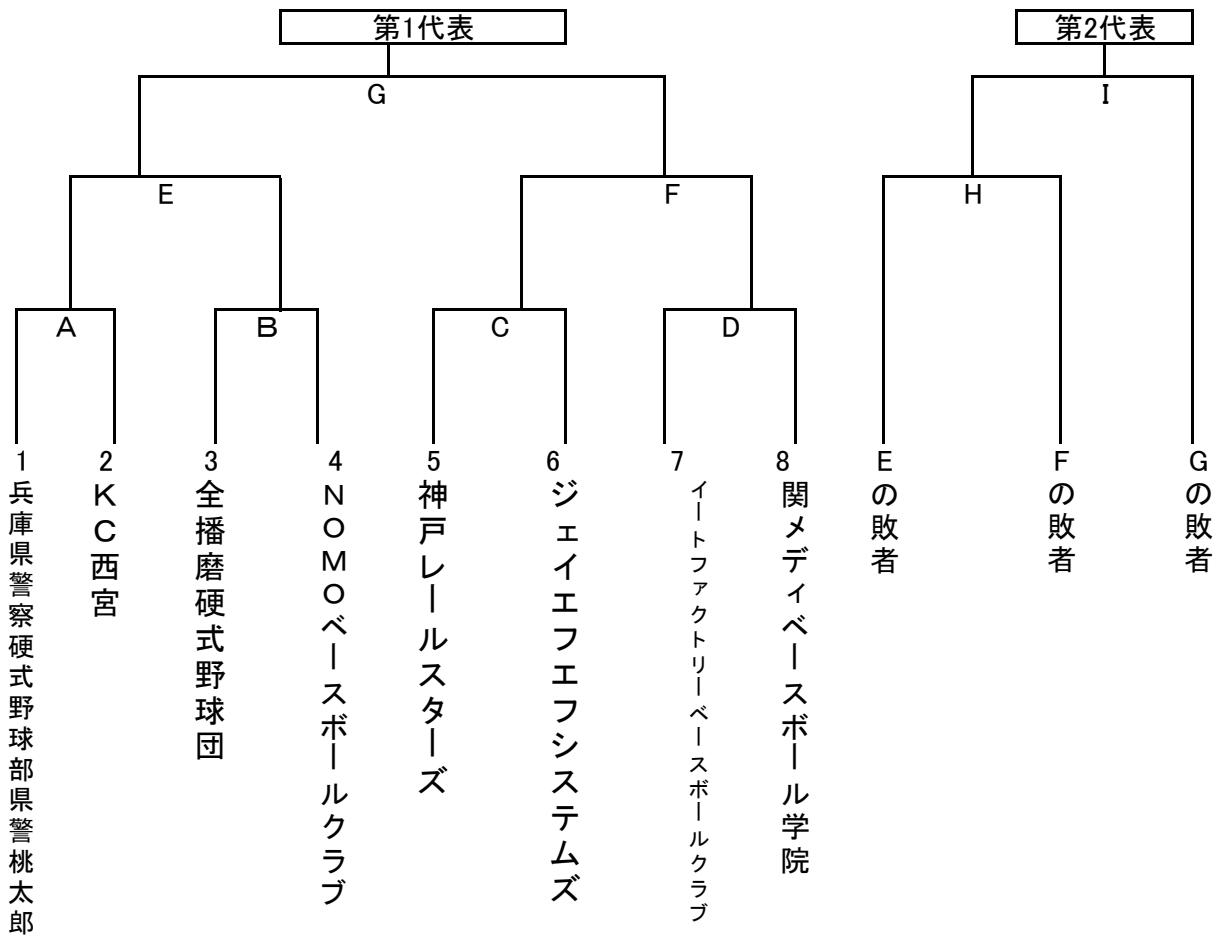 第1代表
第2代表
G
I
E
F
H
A
B
C
D
1
2
3
4
5
6
7
8
兵庫県警察硬式野球部県警桃太郎
KC西宮
全播磨硬式野球団
NOMOベースボールクラブ
神戸レールスターズ
ジェイエフエフシステムズ
イートファクトリーベースボールクラブ
関メディベースボール学院
Eの敗者
Fの敗者
Gの敗者